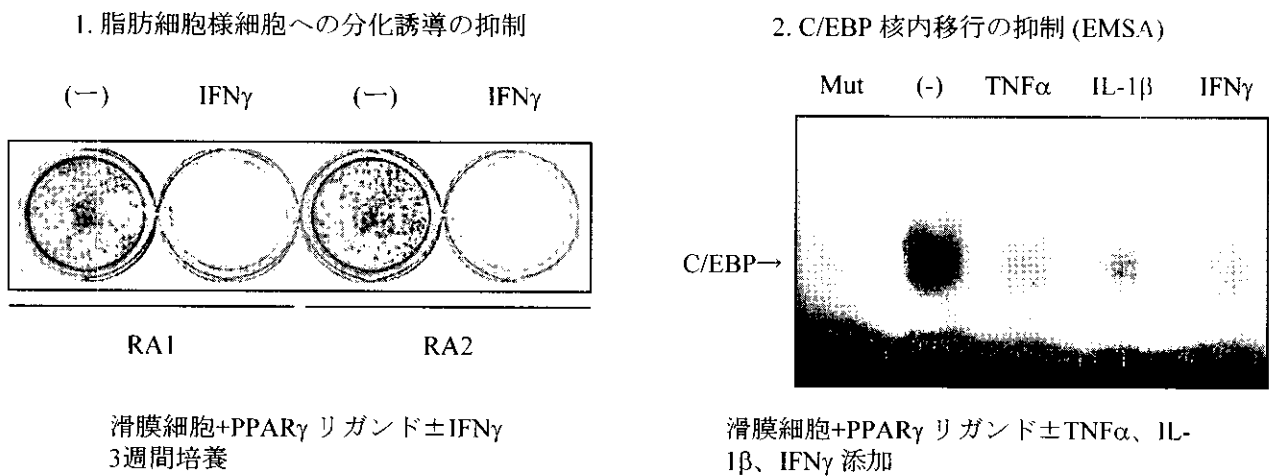 1. 脂肪細胞様細胞への分化誘導の抑制
(一) IFNγ (一) IFNγ
RA1 RA2
滑膜細胞+PPARγ リガンド±IFNγ
3週間培養
2. C/EBP 核内移行の抑制 (EMSA)
Mut (-) TNFα IL-1β IFNγ
C/EBP→
滑膜細胞+PPARγ リガンド±TNFα、IL-
1β、IFNγ 添加